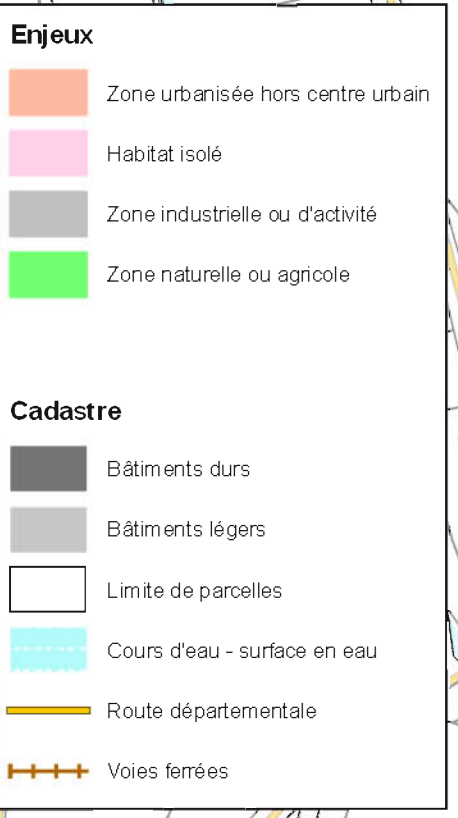 Enjeux
Zone urbanisée hors centre urbain
Habitat isolé
Zone industrielle ou d'activité
Zone naturelle ou agricole
Cadastre
Bâtiments durs
Bâtiments légers
Limite de parcelles
Cours d'eau - surface en eau
Route départementale
Voies ferrées